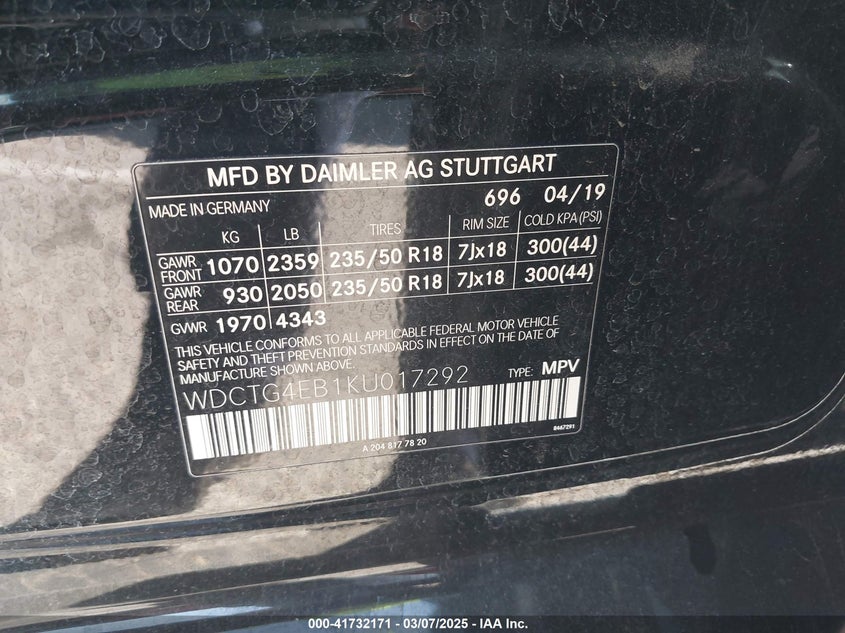 MFD BY DAIMLER AG STUTTGART
MADE IN GERMANY 696 04/19
KG LB TIRES RIM SIZE COLD KPA (PSI)
GAWR FRONT 1070 2359 235/50 R18 7Jx18 300(44)
GAWR REAR 930 2050 235/50 R18 7Jx18 300(44)
GVWR 1970 4343
THIS VEHICLE CONFORMS TO ALL APPLICABLE FEDERAL MOTOR VEHICLE
SAFETY AND THEFT PREVENTION STANDARDS IN EFFECT ON THE DATE OF
MANUFACTURE SHOWN ABOVE.
WDCTG4EB1KU017292 TYPE: MPV
8467291
A 204 817 78 20
000-41732171 - 03/07/2025 - IAA Inc.